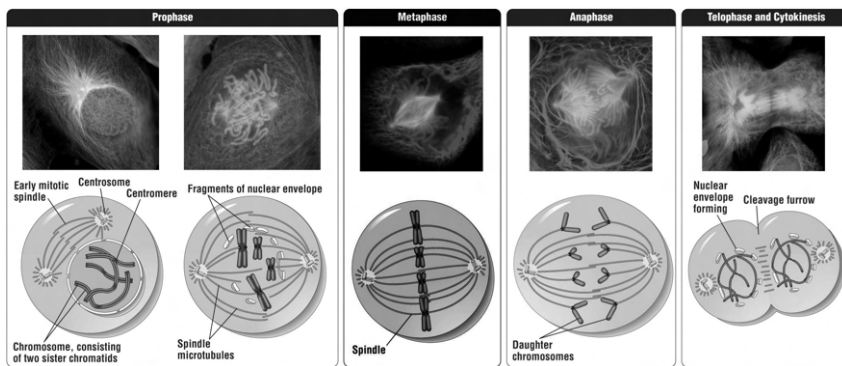 Prophase
Metaphase
Anaphase
Telophase and Cytokinesis
Early mitotic
spindle
Centrosome
Centromere
Fragments of nuclear envelope
Chromosome, consisting
of two sister chromatids
Spindle
microtubules
Spindle
Daughter
chromosomes
Nuclear
envelope
forming
Cleavage furrow